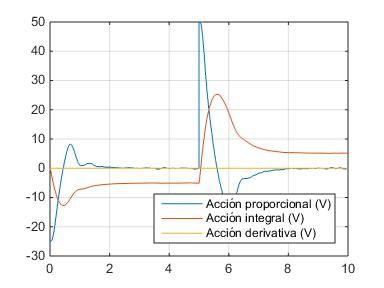 50
40
30
20
10
0
-10
-20
-30
0 2 4 6 8 10
Acción proporcional (V)
Acción integral (V)
Acción derivativa (V)